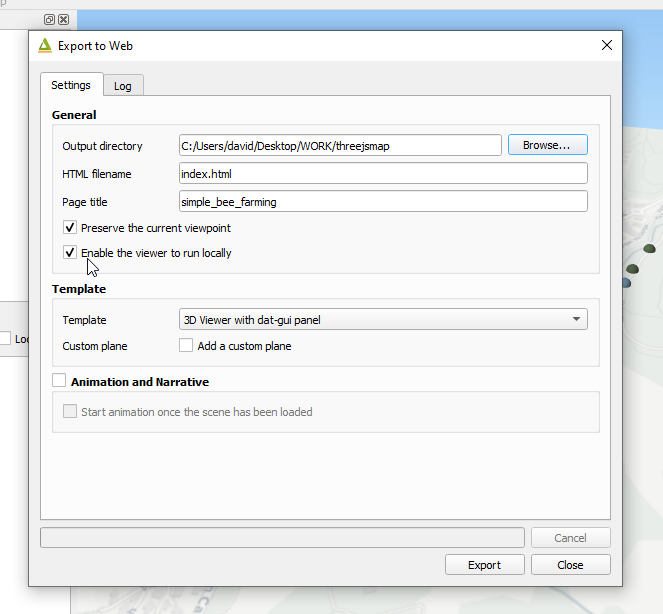 Export to Web
Settings
Log
General
Output directory
C:/Users/david/Desktop/WORK/threejsmap
Browse...
HTML filename
index.html
Page title
simple_bee_farming
Preserve the current viewpoint
Enable the viewer to run locally
Template
Template
3D Viewer with dat-gui panel
Custom plane
Add a custom plane
Animation and Narrative
Start animation once the scene has been loaded
Cancel
Export
Close